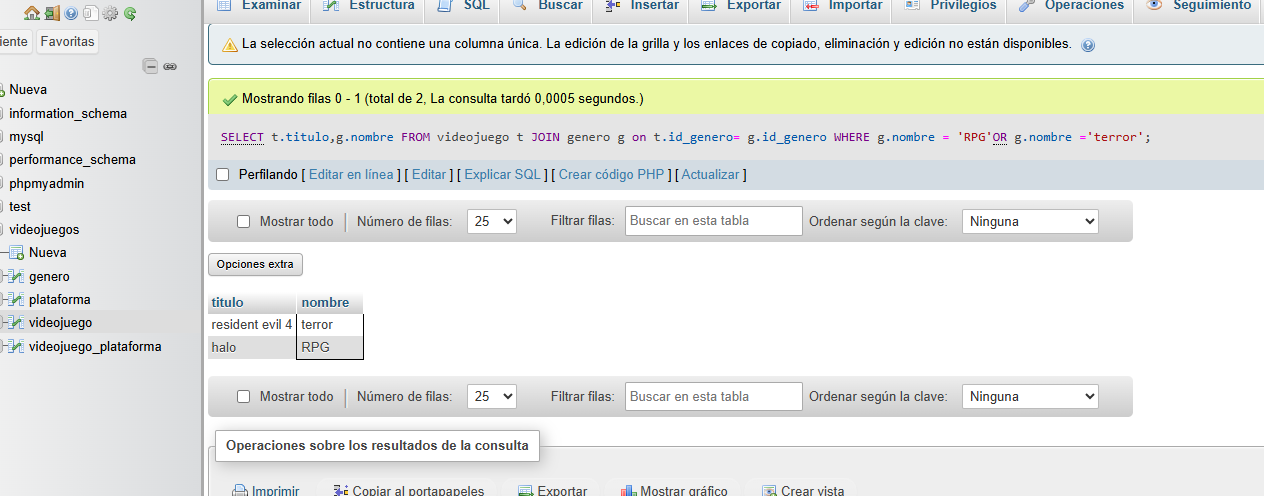 Examinar Estructura SQL Buscar Insertar Exportar Importar Privilegios Operaciones Seguimiento
iente Favoritas
Nueva
information_schema
mysql
performance_schema
phpmyadmin
test
videojuegos
Nueva
genero
plataforma
videojuego
videojuego_plataforma
La selección actual no contiene una columna única. La edición de la grilla y los enlaces de copiado, eliminación y edición no están disponibles.
Mostrando filas 0 - 1 (total de 2, La consulta tardó 0,0005 segundos.)
SELECT t.titulo,g.nombre FROM videojuego t JOIN genero g on t.id_genero= g.id_genero WHERE g.nombre = 'RPG'OR g.nombre ='terror';
Perfilando [ Editar en línea ] [ Editar ] [ Explicar SQL ] [ Crear código PHP ] [ Actualizar ]
Mostrar todo Número de filas: 25 Filtrar filas: Buscar en esta tabla Ordenar según la clave: Ninguna
Opciones extra
titulo nombre
resident evil 4 terror
halo RPG
Mostrar todo Número de filas: 25 Filtrar filas: Buscar en esta tabla Ordenar según la clave: Ninguna
Operaciones sobre los resultados de la consulta
Imprimir Copiar al portapapeles Exportar Mostrar gráfico Crear vista